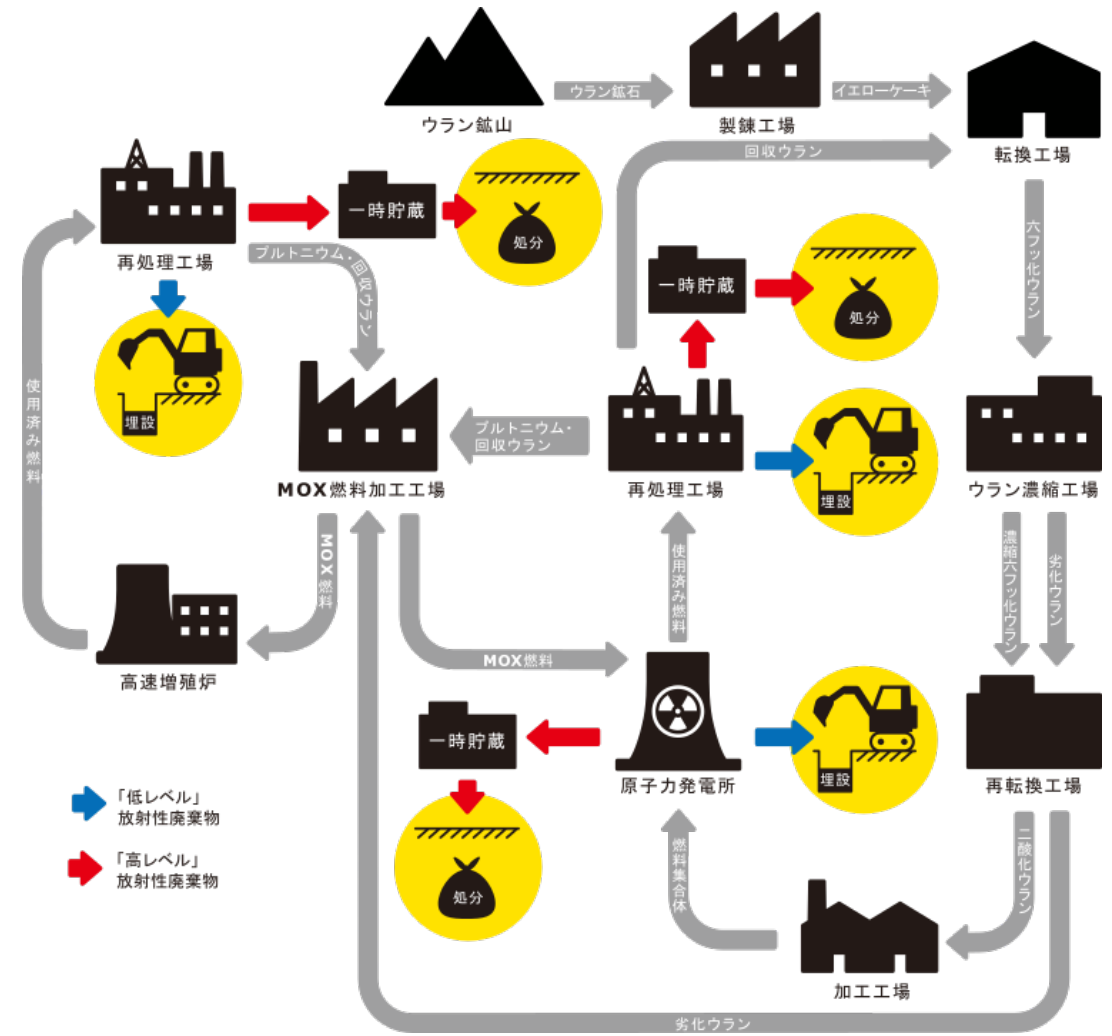 ウラン鉱山
ウラン鉱石
製錬工場
イエローケーキ
転換工場
回収ウラン
六フッ化ウラン
再処理工場
一時貯蔵
処分
プルトニウム・回収ウラン
埋設
使用済み燃料
一時貯蔵
処分
MOX燃料加工工場
プルトニウム・
回収ウラン
再処理工場
埋設
ウラン濃縮工場
濃縮六フッ化ウラン
劣化ウラン
MOX燃料
高速増殖炉
MOX燃料
使用済み燃料
一時貯蔵
処分
原子力発電所
埋設
再転換工場
二酸化ウラン
燃料集合体
加工工場
劣化ウラン
「低レベル」
放射性廃棄物
「高レベル」
放射性廃棄物